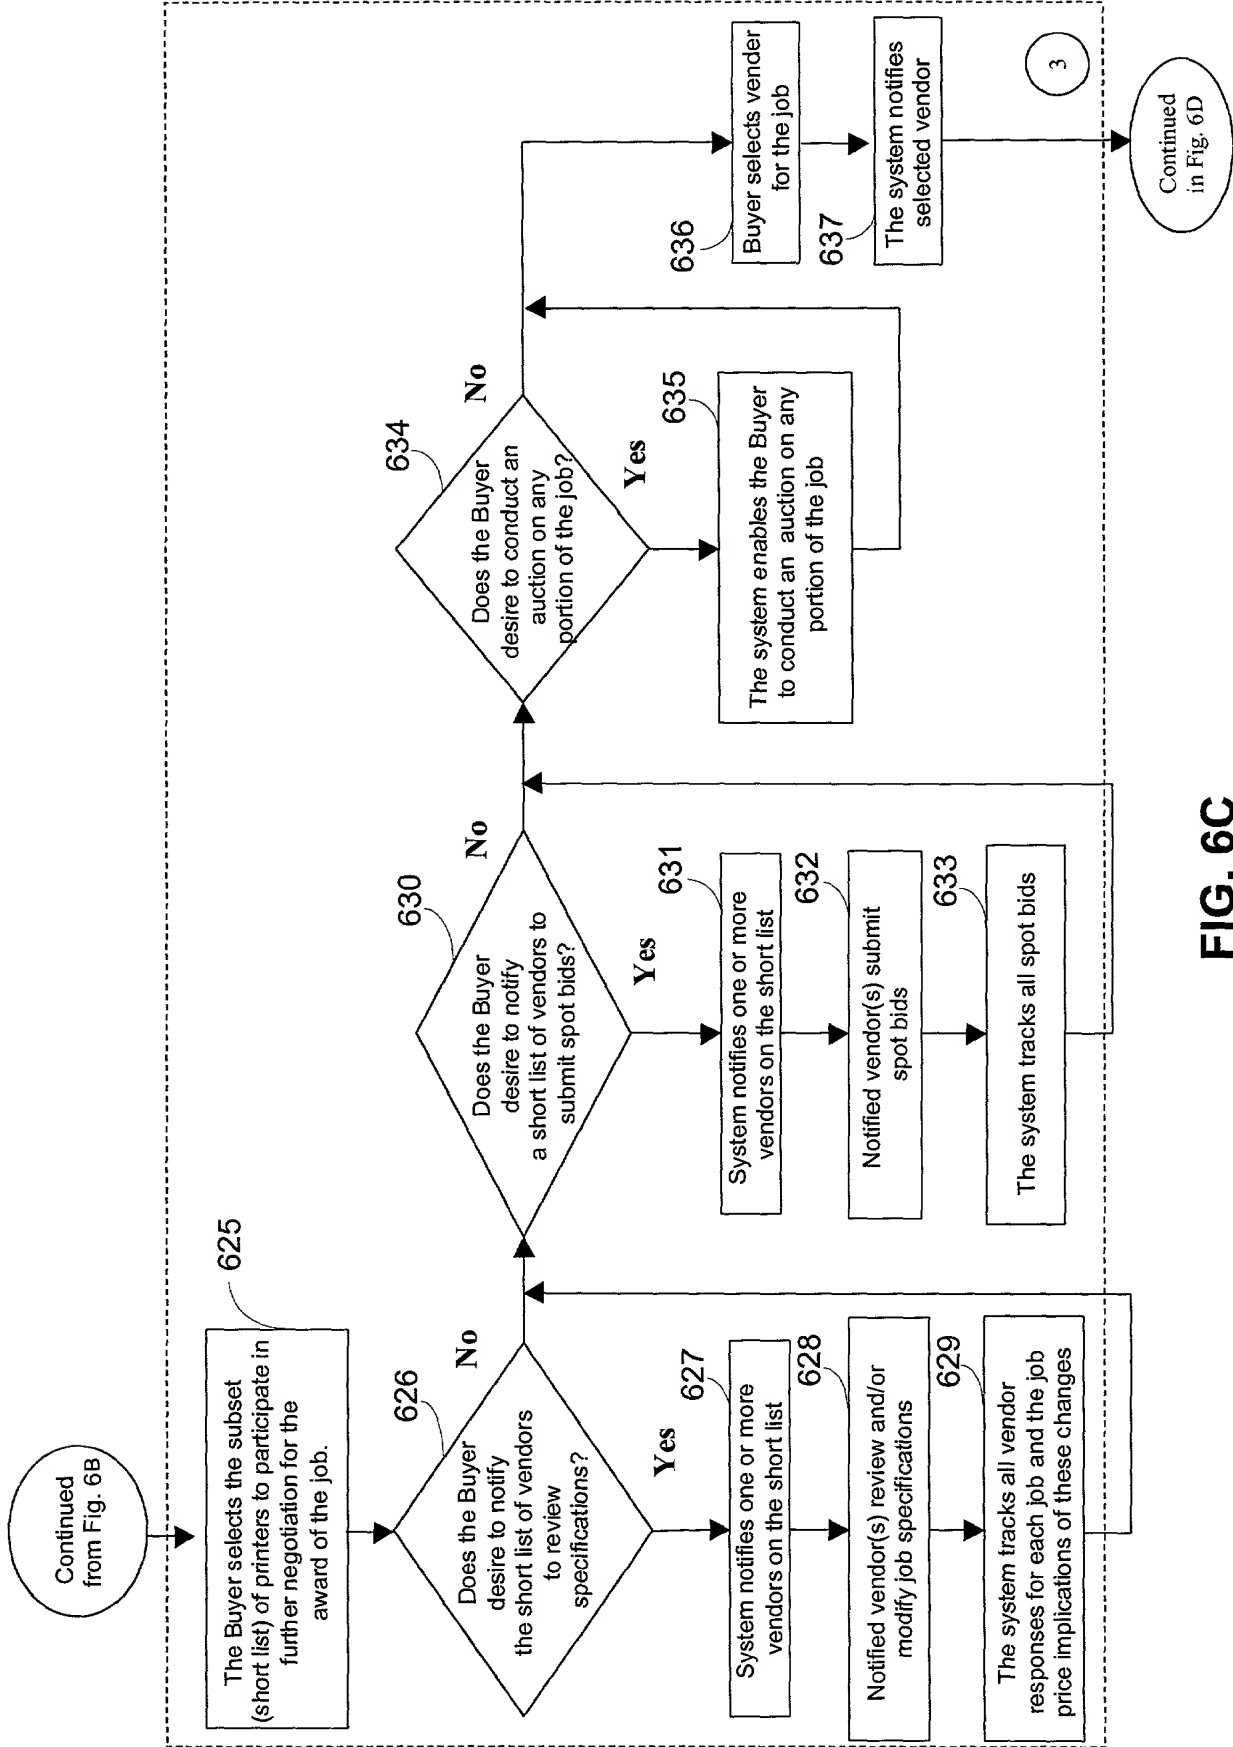 Continued
from Fig. 6B
625
The Buyer selects the subset
(short list) of printers to participate in
further negotiation for the
award of the job.
626
Does the Buyer
desire to notify
the short list of vendors
to review
specifications?
No
Yes
627
System notifies one or more
vendors on the short list
628
Notified vendor(s) review and/or
modify job specifications
629
The system tracks all vendor
responses for each job and the job
price implications of these changes
630
Does the Buyer
desire to notify
a short list of vendors to
submit spot bids?
No
Yes
631
System notifies one or more
vendors on the short list
632
Notified vendor(s) submit
spot bids
633
The system tracks all spot bids
634
Does the Buyer
desire to conduct an
auction on any
portion of the job?
No
Yes
635
The system enables the Buyer
to conduct an auction on any
portion of the job
636
Buyer selects vender
for the job
637
The system notifies
selected vendor
3
Continued
in Fig. 6D
FIG. 6C